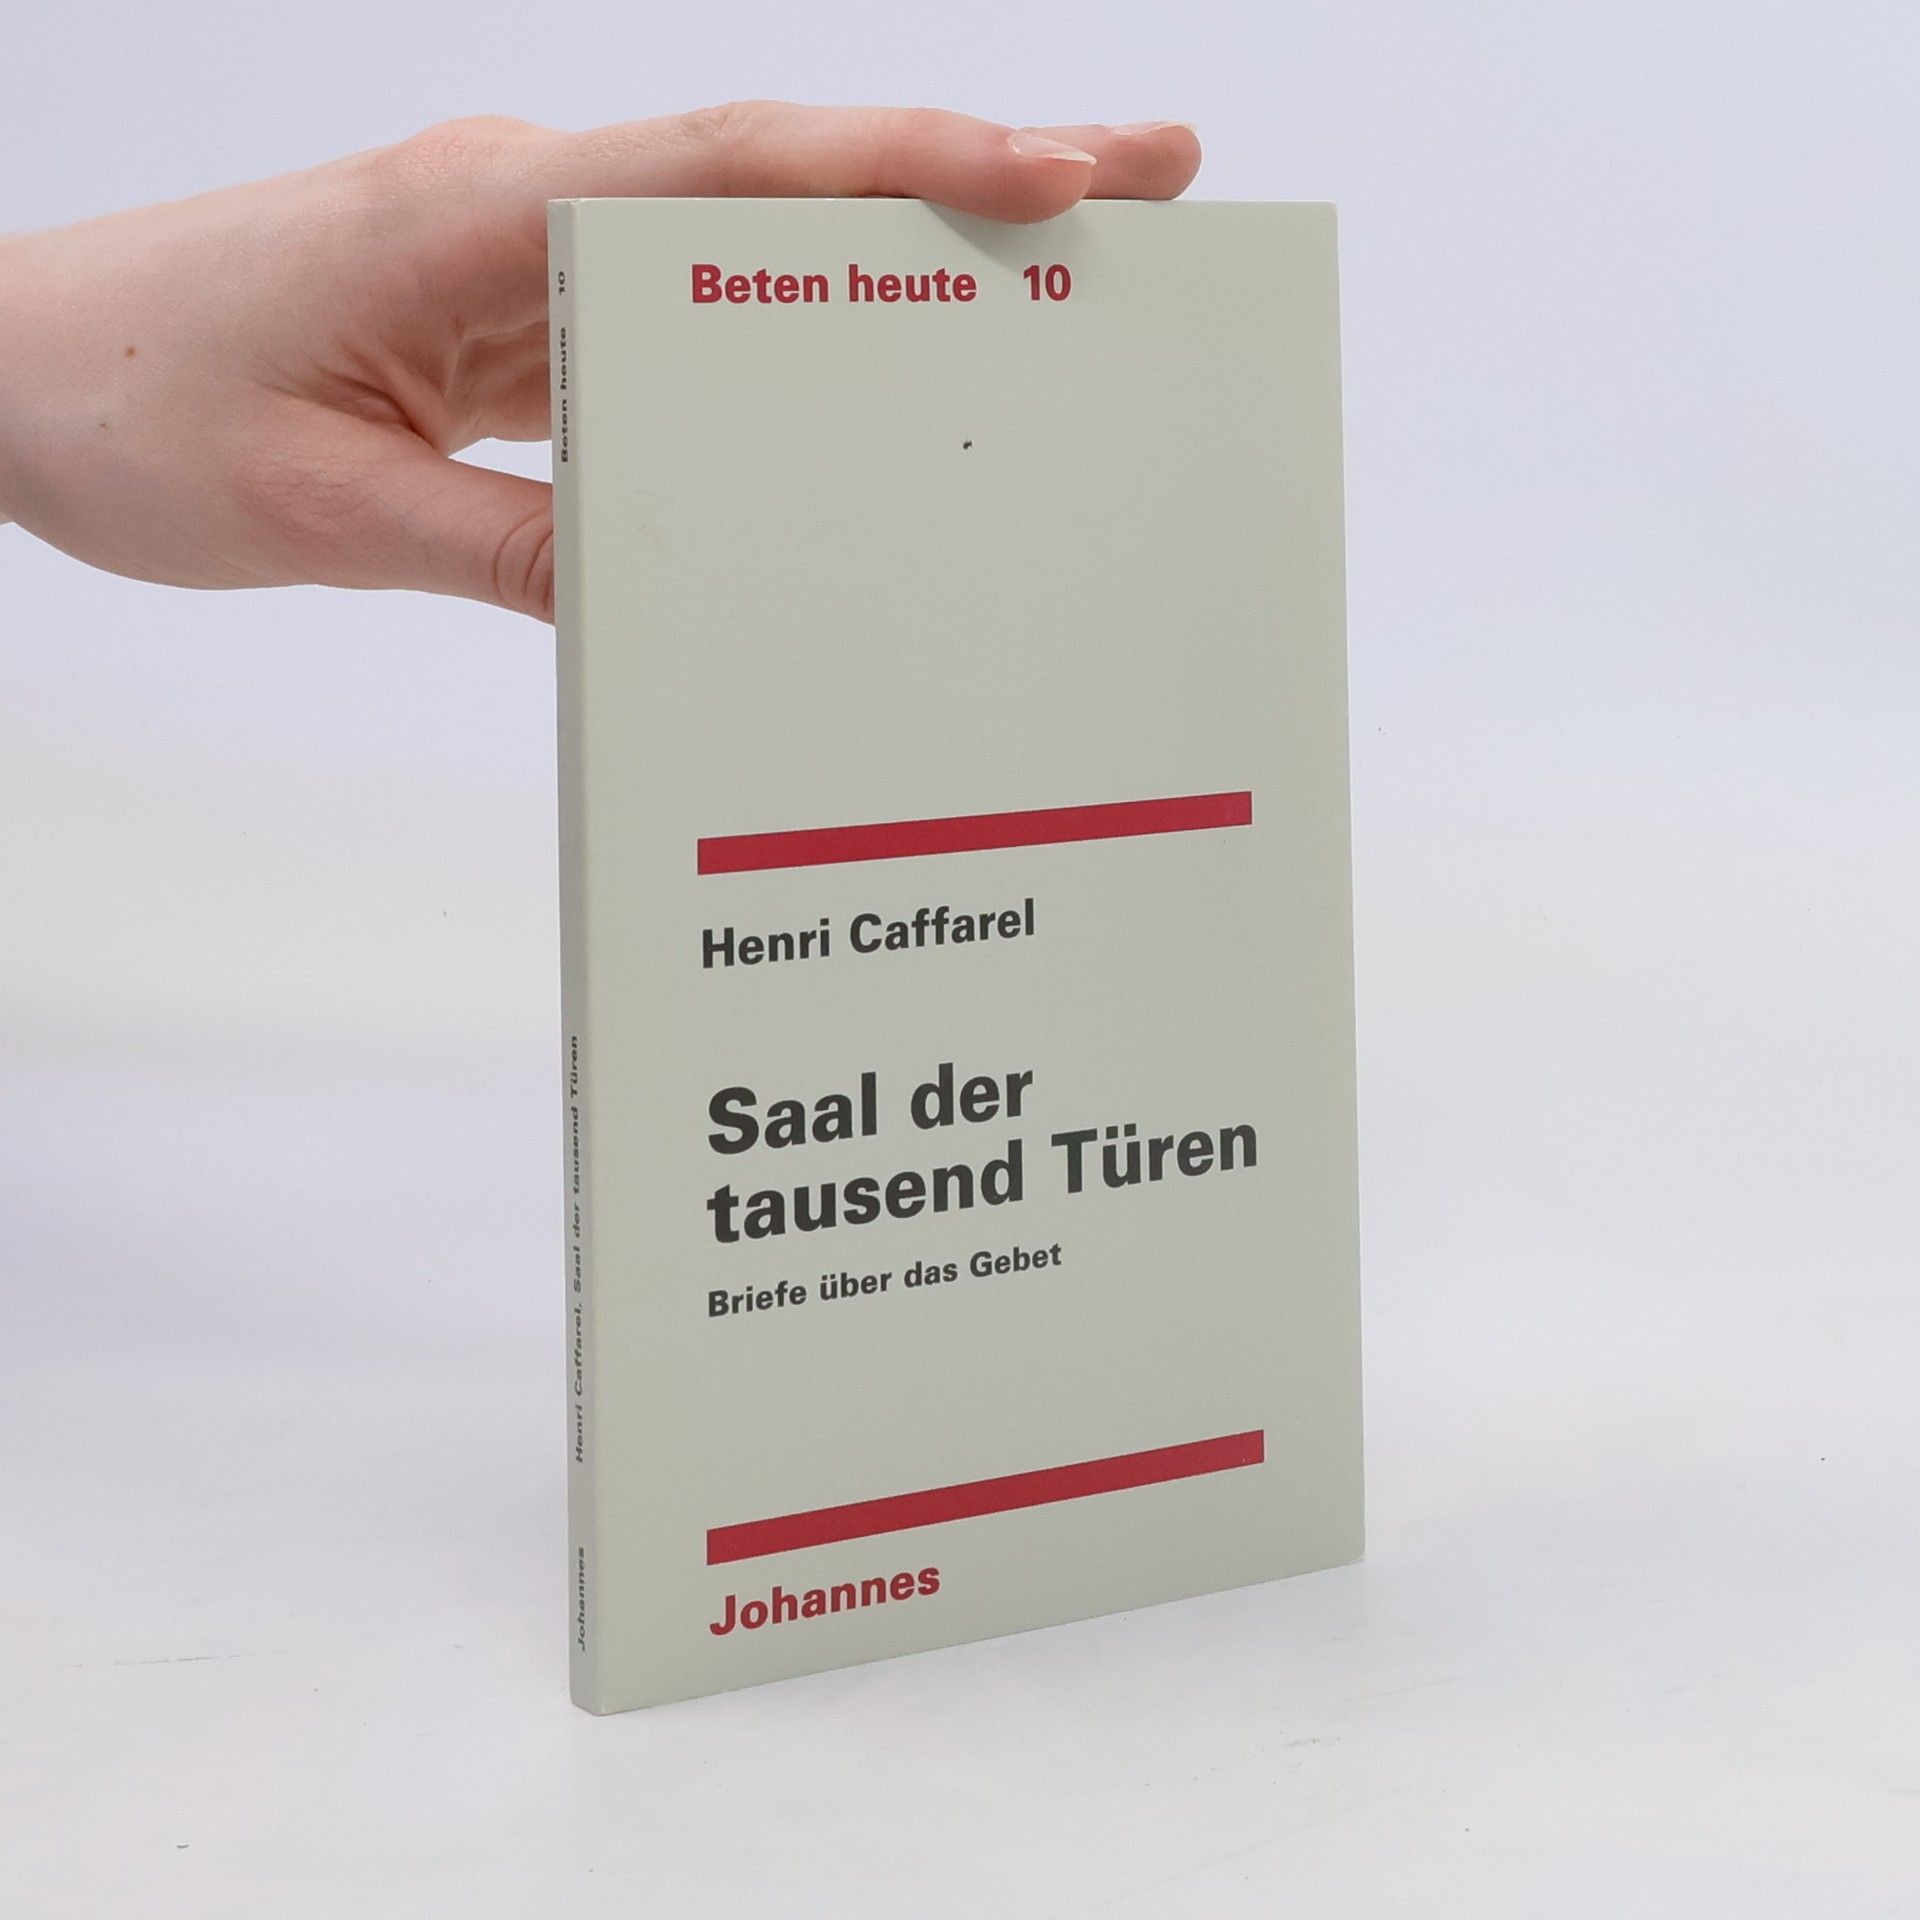 Beten heute 10
Henri Caffarel
Saal der
tausend Türen
Briefe über das Gebet
Johannes
Johannes Henri Caffarel, Saal der tausend Türen Beten heute 10